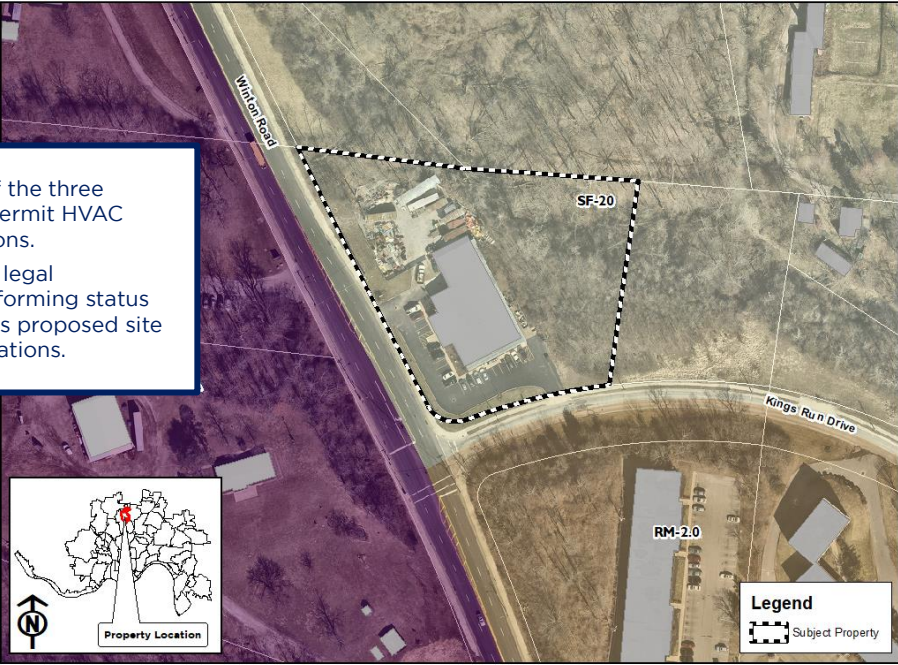 Winton Road
f the three
ermit HVAC
ons.
legal
forming status
s proposed site
ations.
SF-20
Kings Run Drive
RM-2.0
N
Property Location
Legend
Subject Property